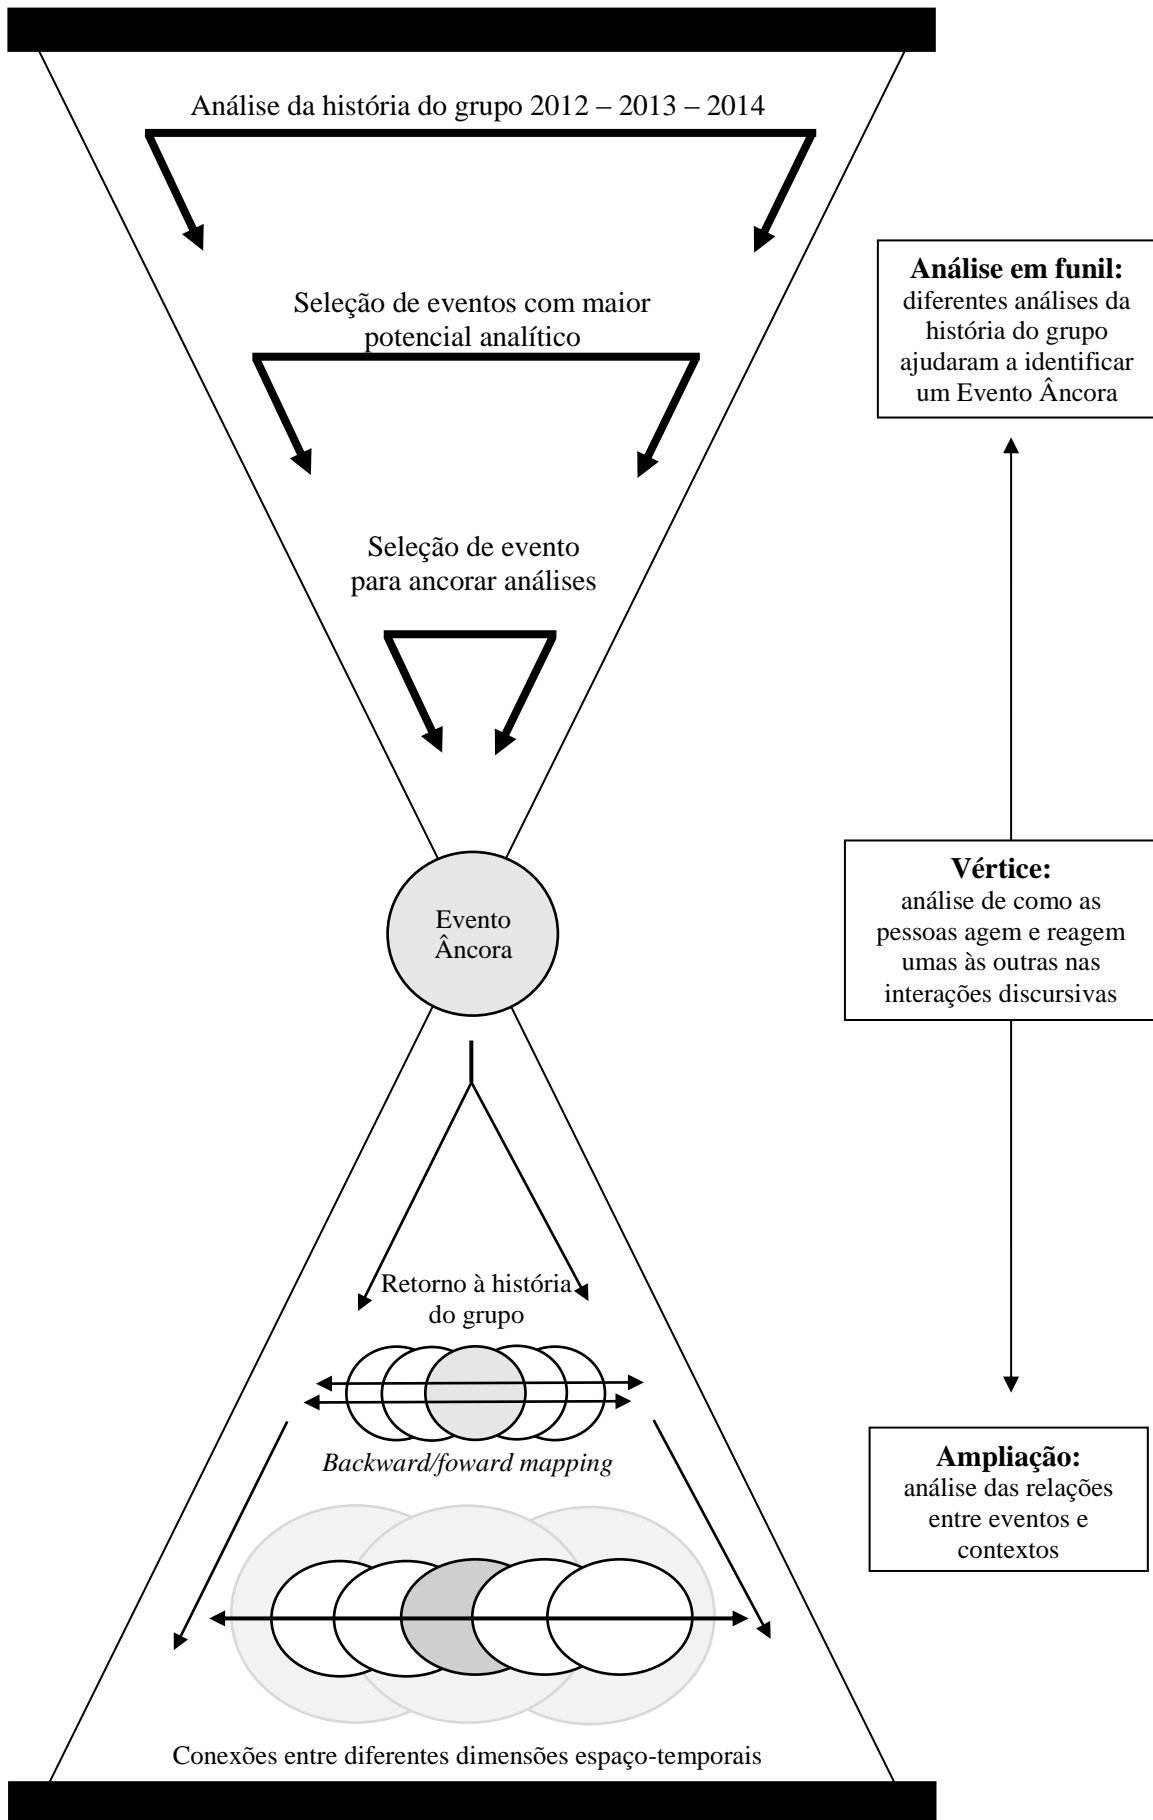 Análise da história do grupo 2012 – 2013 – 2014
Seleção de eventos com maior
potencial analítico
Análise em funil:
diferentes análises da
história do grupo
ajudaram a identificar
um Evento Âncora
Seleção de evento
para ancorar análises
Evento
Âncora
Vértice:
análise de como as
pessoas agem e reagem
umas às outras nas
interações discursivas
Retorno à história
do grupo
Backward/foward mapping
Ampliação:
análise das relações
entre eventos e
contextos
Conexões entre diferentes dimensões espaço-temporais